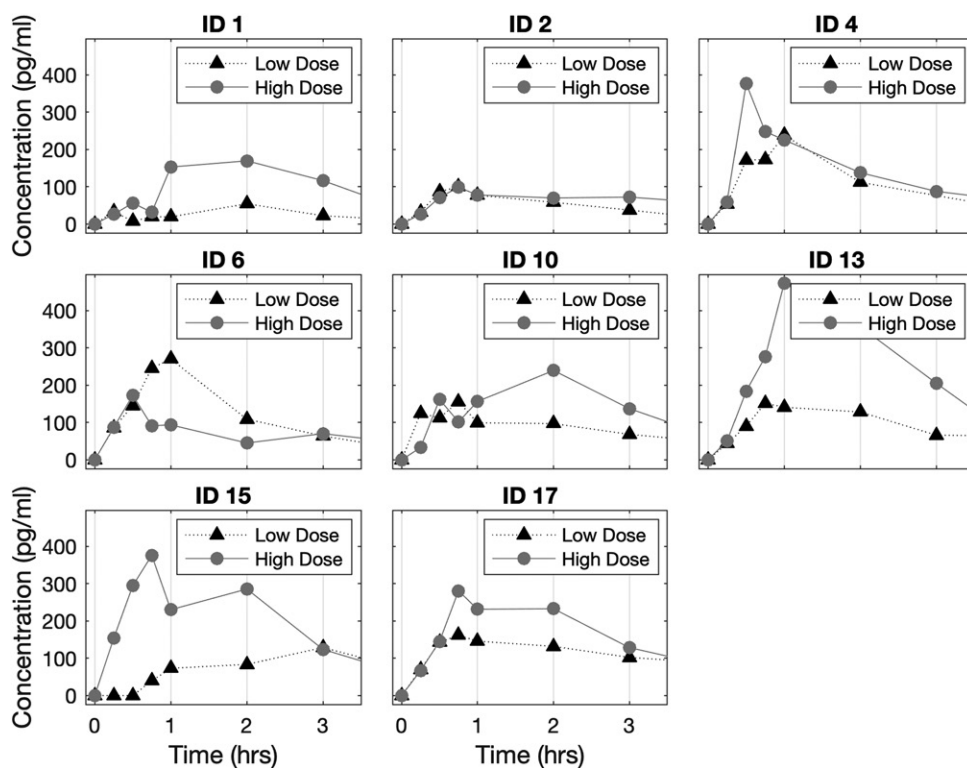 ID 1
ID 2
ID 4
Concentration (pg/ml)
400
300
200
100
0
Low Dose
High Dose
Low Dose
High Dose
Low Dose
High Dose
ID 6
ID 10
ID 13
Concentration (pg/ml)
400
300
200
100
0
Low Dose
High Dose
Low Dose
High Dose
Low Dose
High Dose
ID 15
ID 17
Concentration (pg/ml)
400
300
200
100
0
Low Dose
High Dose
Low Dose
High Dose
0 1 2 3
0 1 2 3
Time (hrs)
Time (hrs)